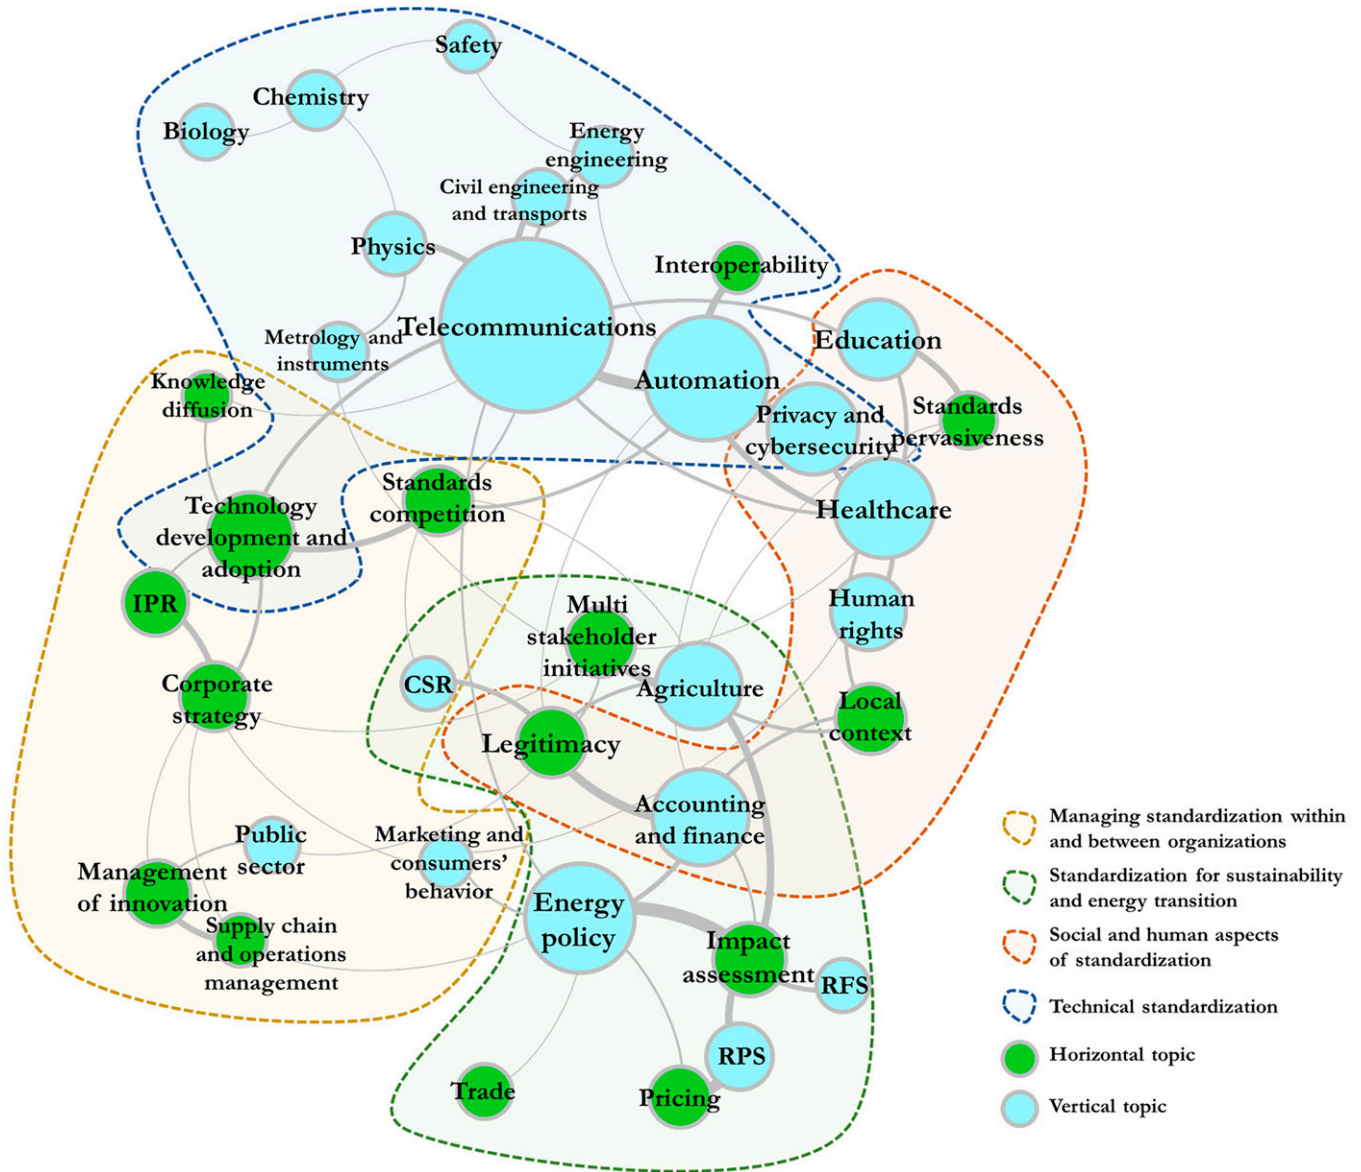 Safety
Chemistry
Biology
Energy
engineering
Civil engineering
and transports
Physics
Interoperability
Telecommunications
Metrology and
instruments
Education
Automation
Knowledge
diffusion
Privacy and
cybersecurity
Standards
pervasiveness
Standards
competition
Technology
development and
adoption
Healthcare
IPR
Multi
stakeholder
initiatives
Human
rights
Corporate
strategy
CSR
Agriculture
Local
context
Legitimacy
Accounting
and finance
Public
sector
Marketing and
consumers'
behavior
Management
of innovation
Supply chain
and operations
management
Energy
policy
Impact
assessment
RFS
RPS
Trade
Pricing
Managing standardization within
and between organizations
Standardization for sustainability
and energy transition
Social and human aspects
of standardization
Technical standardization
Horizontal topic
Vertical topic